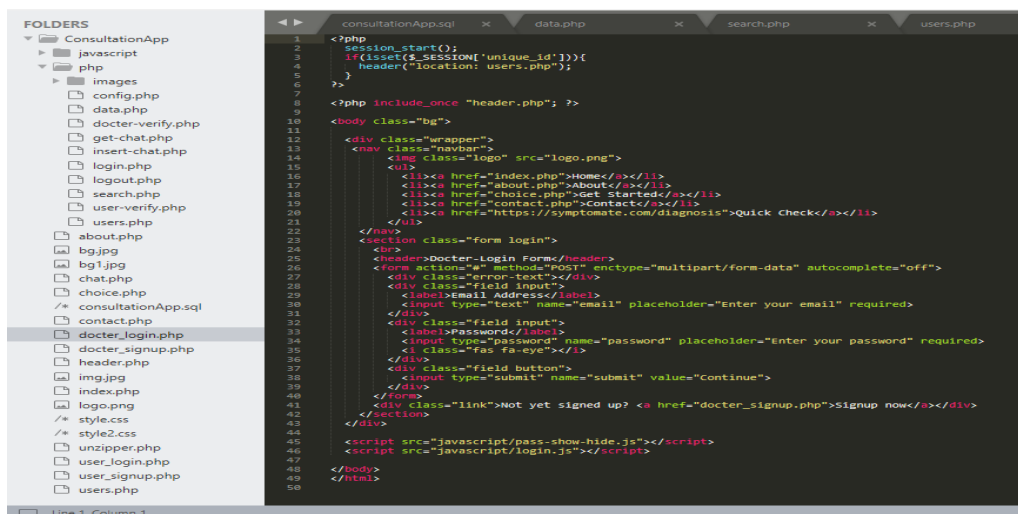 FOLDERS
ConsultationApp
javascript
php
images
config.php
data.php
docter-verify.php
get-chat.php
insert-chat.php
login.php
logout.php
search.php
user-verify.php
users.php
about.php
bg.jpg
bg1.jpg
chat.php
choice.php
/* consultationApp.sql
contact.php
docter_login.php
docter_signup.php
header.php
img.jpg
index.php
logo.png
/* style.css
/* style2.css
unzipper.php
user_login.php
user_signup.php
users.php
Line 1, Column 1
consultationApp.sql × data.php × search.php × users.php
1 <?php
2 session_start();
3 if(isset($_SESSION['unique_id'])){
4 header("location: users.php");
5 }
6 ?>
7
8 <?php include_once "header.php"; ?>
9
10 <body class="bg">
11
12 <div class="wrapper">
13 <nav class="navbar">
14 <img class="logo" src="logo.png">
15 <ul>
16 <li><a href="index.php">Home</a></li>
17 <li><a href="about.php">About</a></li>
18 <li><a href="choice.php">Get Started</a></li>
19 <li><a href="contact.php">Contact</a></li>
20 <li><a href="https://symptomate.com/diagnosis">Quick Check</a></li>
21 </ul>
22 </nav>
23 <section class="form login">
24 <br>
25 <header>Docter-Login Form</header>
26 <form action="#" method="POST" enctype="multipart/form-data" autocomplete="off">
27 <div class="error-text"></div>
28 <div class="field input">
29 <label>Email Address</label>
30 <input type="text" name="email" placeholder="Enter your email" required>
31 </div>
32 <div class="field input">
33 <label>Password</label>
34 <input type="password" name="password" placeholder="Enter your password" required>
35 <i class="fas fa-eye"></i>
36 </div>
37 <div class="field button">
38 <input type="submit" name="submit" value="Continue">
39 </div>
40 </form>
41 <div class="link">Not yet signed up? <a href="docter_signup.php">Signup now</a></div>
42 </section>
43 </div>
44
45 <script src="javascript/pass-show-hide.js"></script>
46 <script src="javascript/login.js"></script>
47
48 </body>
49 </html>
50